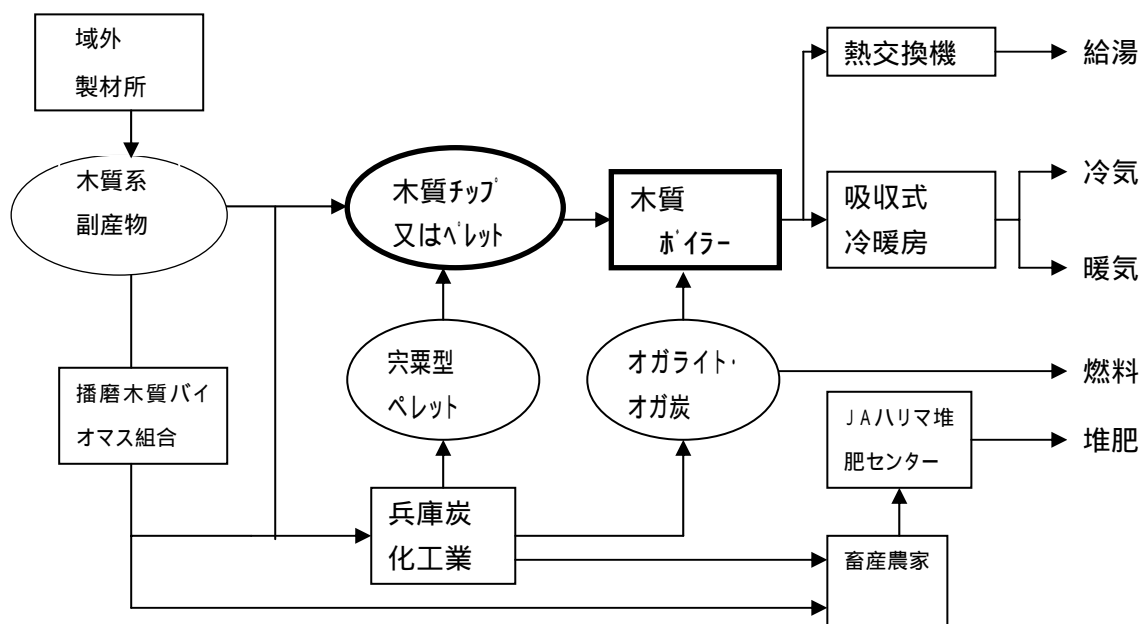 域外
製材所
熱交換機
給湯
木質系
副産物
木質ﾁｯﾌﾟ
又はﾍﾟﾚｯﾄ
木質
ﾎﾞｲﾗｰ
吸収式
冷暖房
冷気
暖気
宍粟型
ペレット
オガライト・
オガ炭
燃料
播磨木質バイ
オマス組合
ＪＡハリマ堆
肥センター
堆肥
兵庫炭
化工業
畜産農家